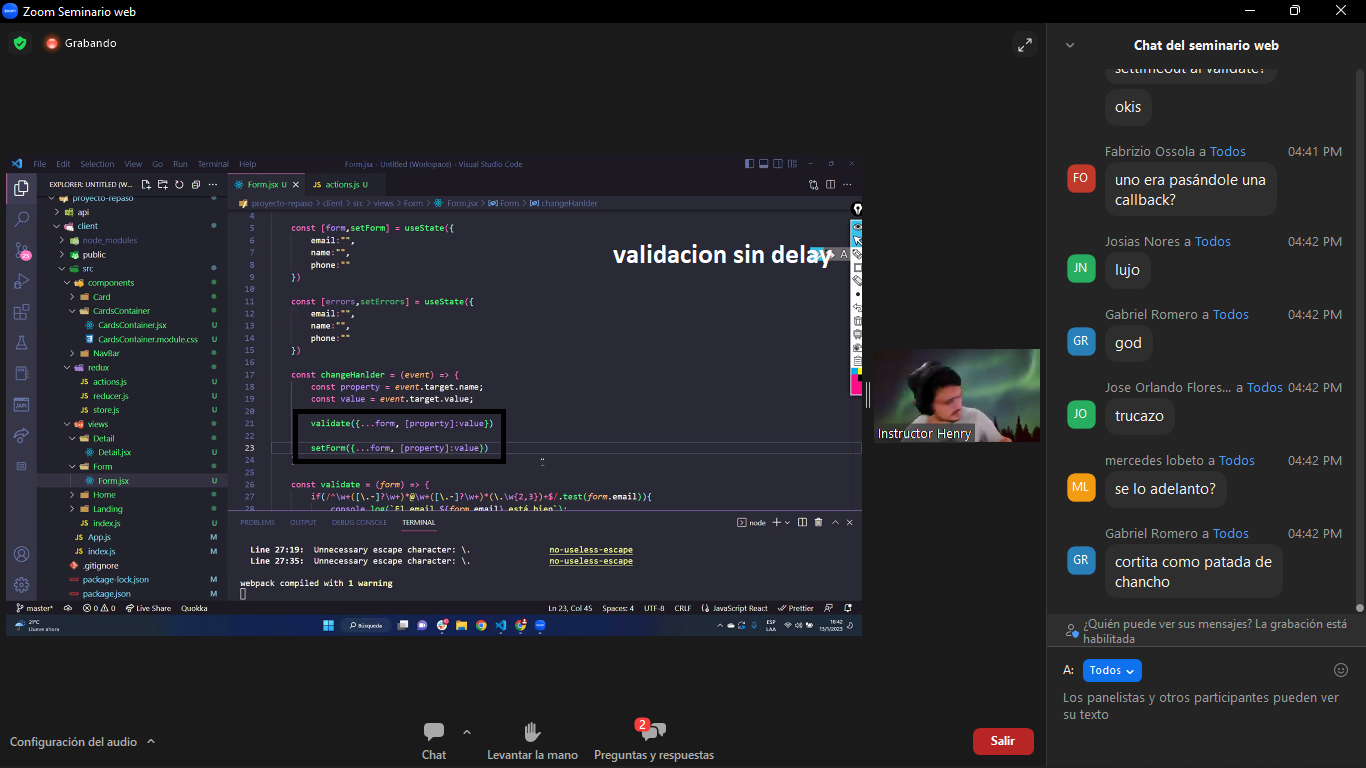 Zoom Seminario web
Grabando
File Edit Selection View Go Run Terminal Help
Form.jsx - Untitled (Workspace) - Visual Studio Code
EXPLORER: UNTITLED (W...
proyecto-repaso
api
client
node_modules
public
src
components
Card
CardsContainer
CardsContainer.jsx U
CardsContainer.module.css U
NavBar
redux
actions.js U
reducer.js U
store.js U
views
Detail
Detail.jsx U
Form
Form.jsx U
Home
Landing
index.js U
App.js M
index.js M
.gitignore
package-lock.json M
package.json M
25
Form.jsx U
actions.js U
proyecto-repaso > client > src > views > Form > Form.jsx > Form > changeHanlder
4
5 const [form,setForm] = useState({
6 email:"",
7 name:"",
8 phone:""
9 })
10
11 const [errors,setErrors] = useState({
12 email:"",
13 name:"",
14 phone:""
15 })
16
17 const changeHanlder = (event) => {
18 const property = event.target.name;
19 const value = event.target.value;
20
21 validate({...form, [property]:value})
22
23 setForm({...form, [property]:value})
24
25
26 const validate = (form) => {
27 if(/^\w+([\.-]?\w+)*@\w+([\.-]?\w+)*(\.\w{2,3})+$/.test(form.email)){
28 console.log(`El email ${form.email} está bien`);
validacion sin delay
A
PROBLEMS OUTPUT DEBUG CONSOLE TERMINAL
node
Line 27:19: Unnecessary escape character: \. no-useless-escape
Line 27:35: Unnecessary escape character: \. no-useless-escape
webpack compiled with 1 warning
master* 0 0 Live Share Quokka
Ln 23, Col 45 Spaces: 4 UTF-8 CRLF JavaScript React Prettier
21°C
Llueve ahora
Búsqueda
ESP
LAA
16:42
13/1/2023
Instructor Henry
Chat del seminario web
settimeout al validate?
okis
Fabrizio Ossola a Todos 04:41 PM
FO
uno era pasándole una
callback?
Josias Nores a Todos 04:42 PM
JN
lujo
Gabriel Romero a Todos 04:42 PM
GR
god
Jose Orlando Flores... a Todos 04:42 PM
JO
trucazo
mercedes lobeto a Todos 04:42 PM
ML
se lo adelanto?
Gabriel Romero a Todos 04:43 PM
GR
cortita como patada de
chancho
¿Quién puede ver sus mensajes? La grabación está
habilitada
A: Todos
Los panelistas y otros participantes pueden ver
su texto
Configuración del audio
Chat
Levantar la mano
2
Preguntas y respuestas
Salir